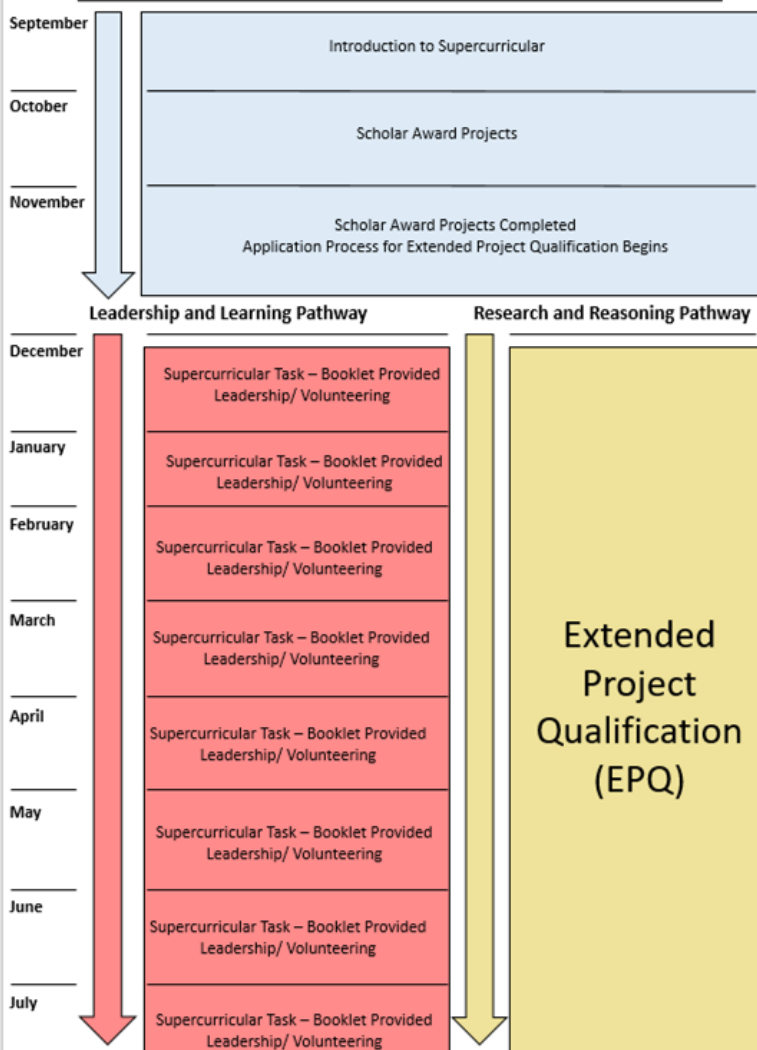 September
Introduction to Supercurricular
October
Scholar Award Projects
November
Scholar Award Projects Completed
Application Process for Extended Project Qualification Begins
Leadership and Learning Pathway
Research and Reasoning Pathway
December
Supercurricular Task – Booklet Provided
Leadership/ Volunteering
January
Supercurricular Task – Booklet Provided
Leadership/ Volunteering
February
Supercurricular Task – Booklet Provided
Leadership/ Volunteering
March
Supercurricular Task – Booklet Provided
Leadership/ Volunteering
April
Supercurricular Task – Booklet Provided
Leadership/ Volunteering
May
Supercurricular Task – Booklet Provided
Leadership/ Volunteering
June
Supercurricular Task – Booklet Provided
Leadership/ Volunteering
July
Supercurricular Task – Booklet Provided
Leadership/ Volunteering
Extended
Project
Qualification
(EPQ)